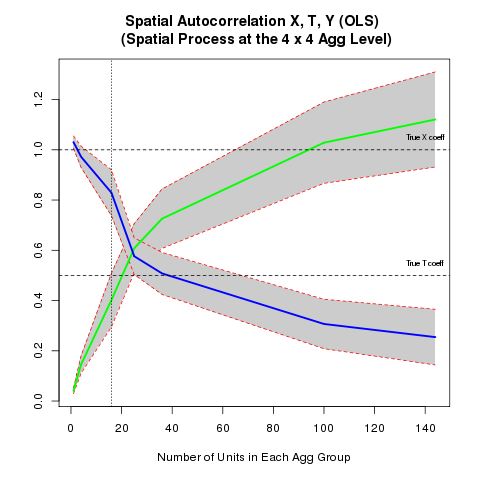 Spatial Autocorrelation X, T, Y (OLS)
(Spatial Process at the 4 x 4 Agg Level)
1.2
True X coeff
1.0
0.8
0.6
True T coeff
0.4
0.2
0.0
0 20 40 60 80 100 120 140
Number of Units in Each Agg Group